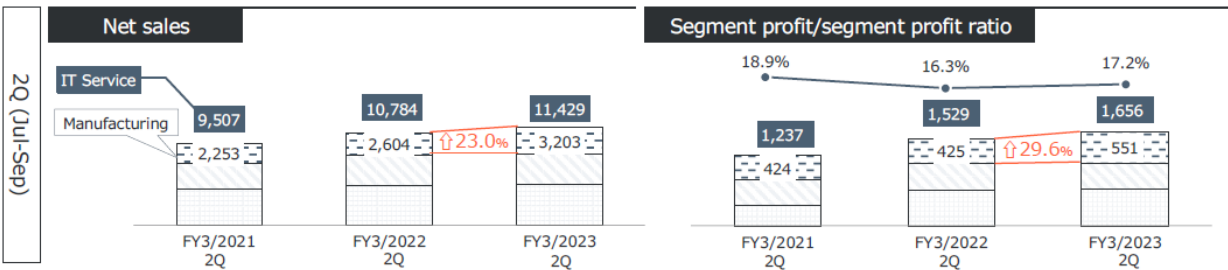 Net sales
Segment profit/segment profit ratio
2Q (Jul-Sep)
IT Service
Manufacturing
9,507
2,253
10,784
2,604
⇧23.0%
11,429
3,203
FY3/2021
2Q
FY3/2022
2Q
FY3/2023
2Q
18.9%
16.3%
17.2%
1,237
424
1,529
425
⇧29.6%
1,656
551
FY3/2021
2Q
FY3/2022
2Q
FY3/2023
2Q